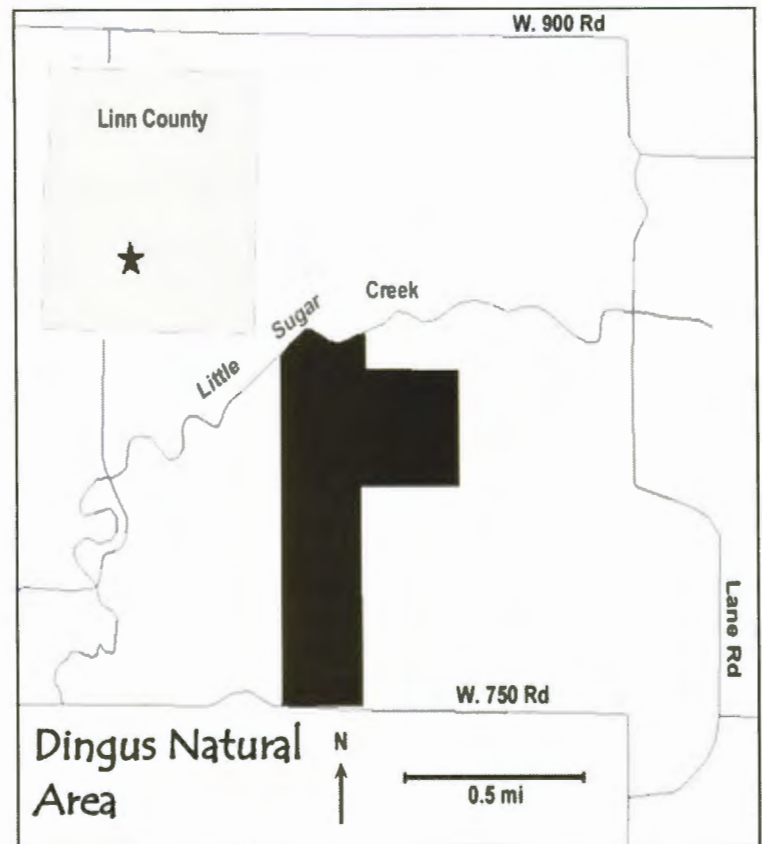 W. 900 Rd
Linn County
Little Sugar Creek
Lane Rd
W. 750 Rd
Dingus Natural
Area
N
0.5 mi